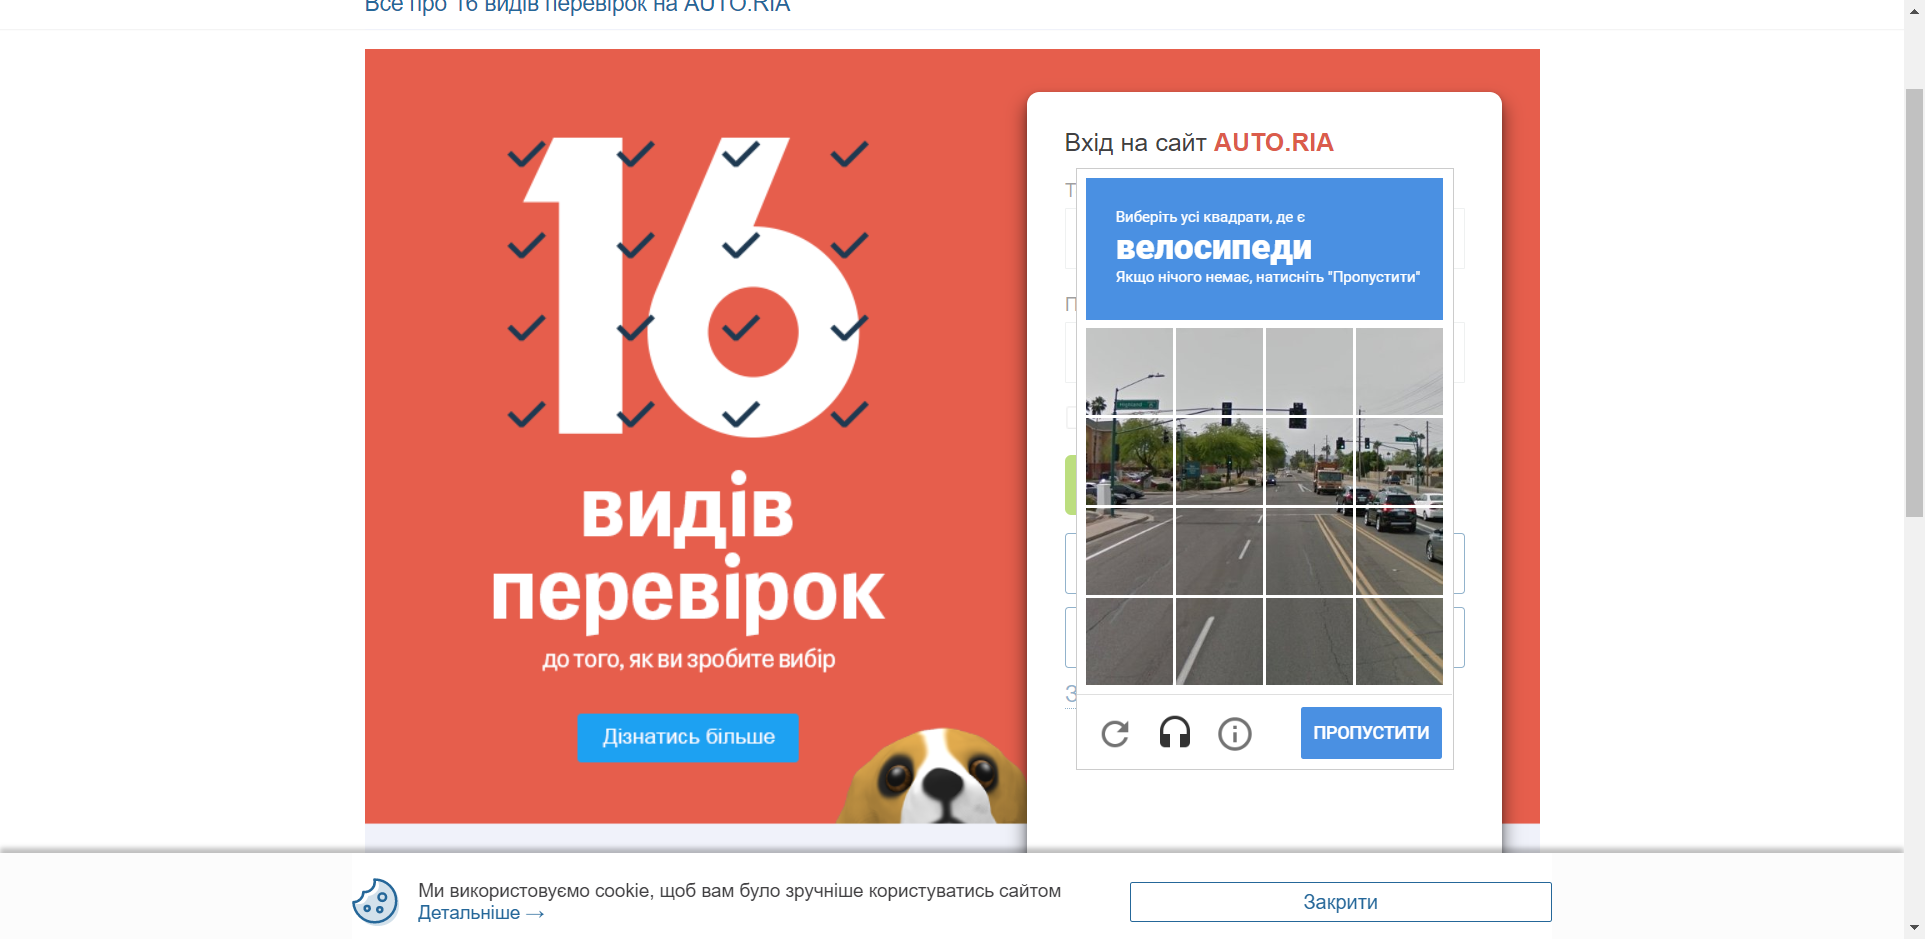 Все про 16 видів перевірок на AUTO.RIA
16
видів
перевірок
до того, як ви зробите вибір
Дізнатись більше
Вхід на сайт AUTO.RIA
Т
П
З
Виберіть усі квадрати, де є
велосипеди
Якщо нічого немає, натисніть "Пропустити"
Highland
ПРОПУСТИТИ
Ми використовуємо cookie, щоб вам було зручніше користуватись сайтом
Детальніше →
Закрити